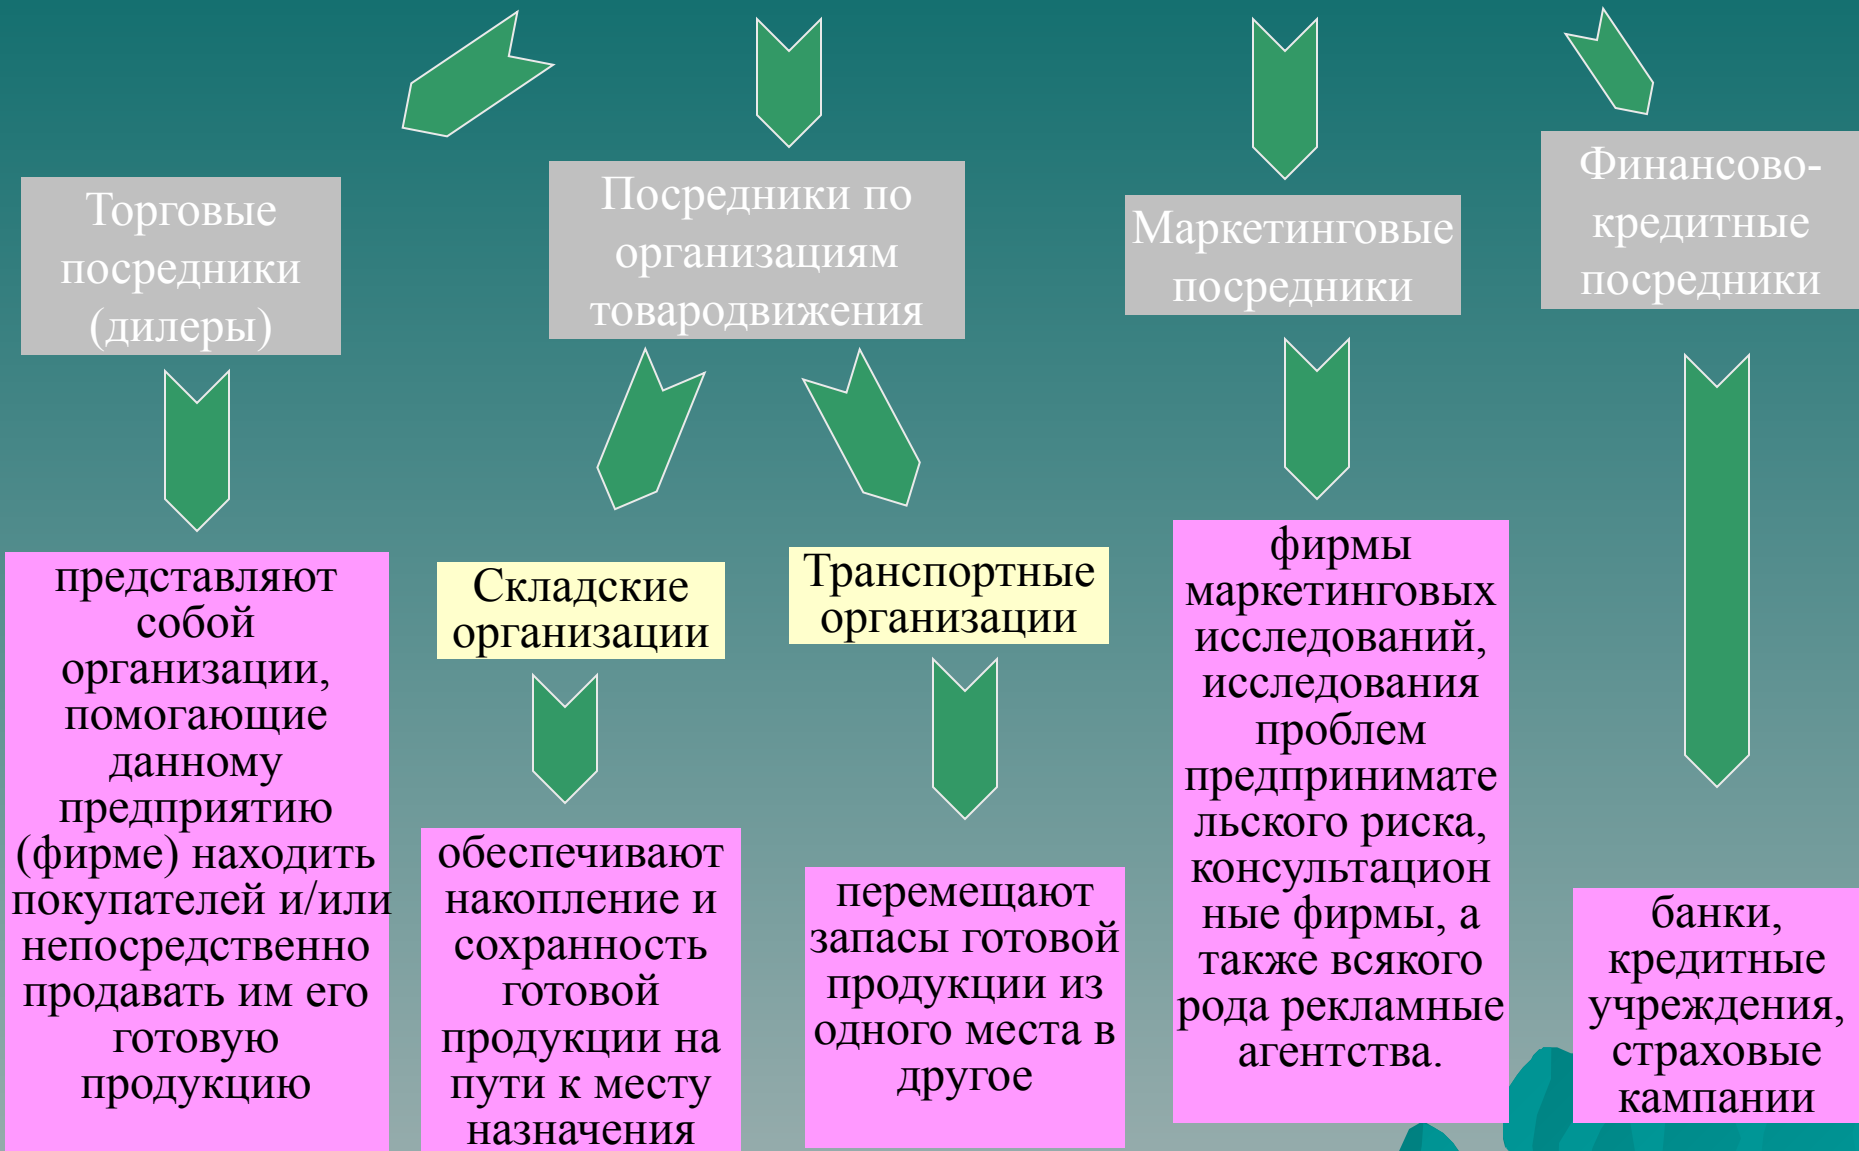 Торговые
посредники
(дилеры)
Посредники по
организациям
товародвижения
Маркетинговые
посредники
Финансово-
кредитные
посредники
представляют
собой
организации,
помогающие
данному
предприятию
(фирме) находить
покупателей и/или
непосредственно
продавать им его
готовую
продукцию
Складские
организации
обеспечивают
накопление и
сохранность
готовой
продукции на
пути к месту
назначения
Транспортные
организации
перемещают
запасы готовой
продукции из
одного места в
другое
фирмы
маркетинговых
исследований,
исследования
проблем
предпринимате
льского риска,
консультацион
ные фирмы, а
также всякого
рода рекламные
агентства.
банки,
кредитные
учреждения,
страховые
кампании